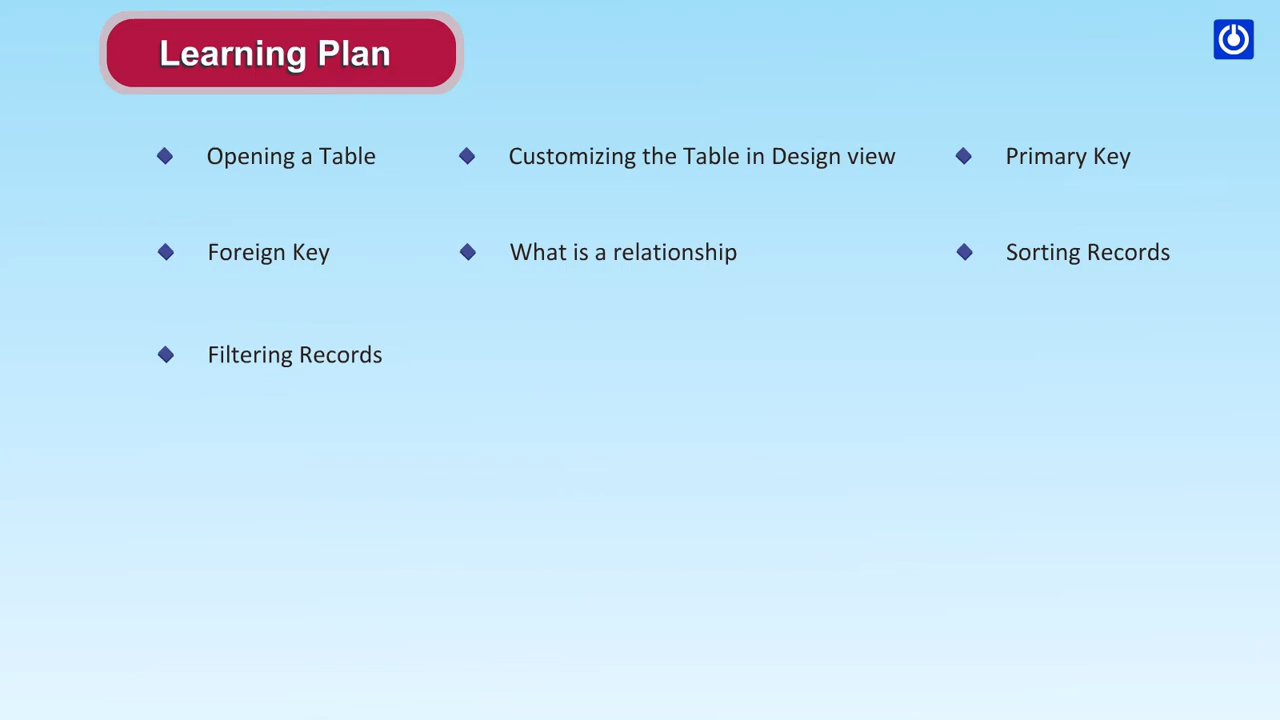 Learning Plan
Opening a Table
Customizing the Table in Design view
Primary Key
Foreign Key
What is a relationship
Sorting Records
Filtering Records